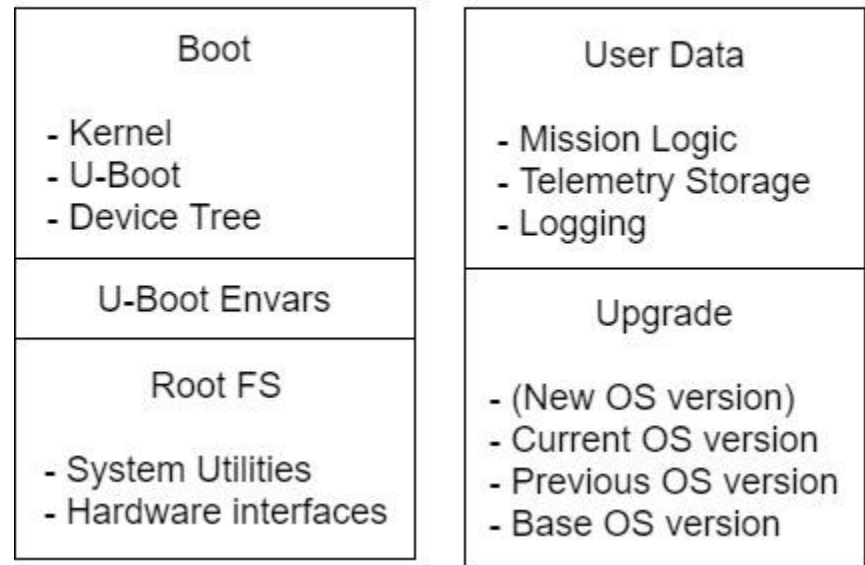 Boot
- Kernel
- U-Boot
- Device Tree
U-Boot Envars
Root FS
- System Utilities
- Hardware interfaces
User Data
- Mission Logic
- Telemetry Storage
- Logging
Upgrade
- (New OS version)
- Current OS version
- Previous OS version
- Base OS version